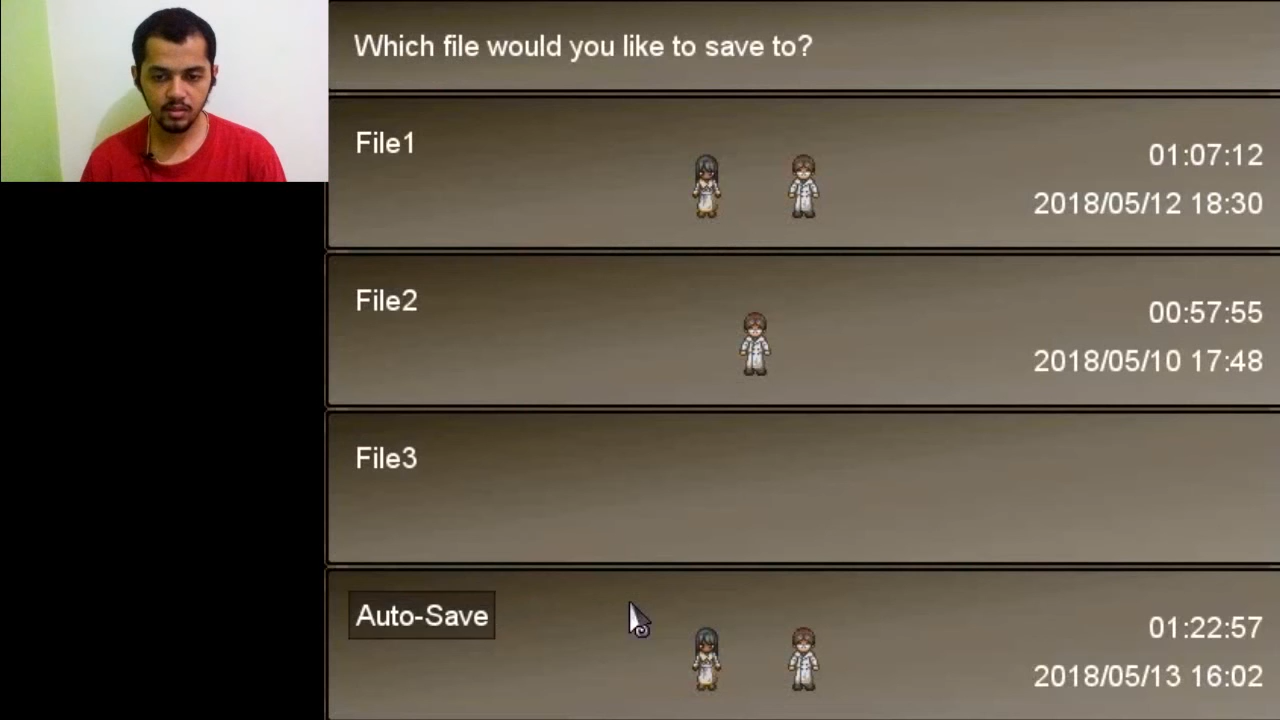 Which file would you like to save to?
File1
01:07:12
2018/05/12 18:30
File2
00:57:55
2018/05/10 17:48
File3
Auto-Save
01:22:57
2018/05/13 16:02